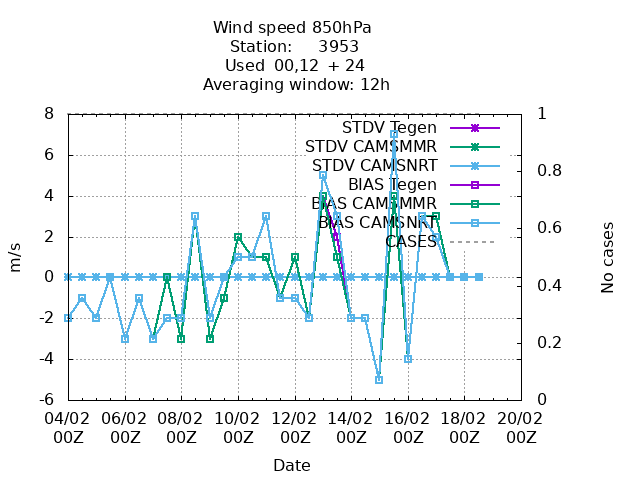 Wind speed 850hPa
Station: 3953
Used 00,12 + 24
Averaging window: 12h
8
6
4
2
0
-2
-4
-6
1
0.8
0.6
0.4
0.2
0
m/s
No cases
STDV Tegen
STDV CAMSMMR
STDV CAMSNRT
BIAS Tegen
BIAS CAMSMMR
BIAS CAMSNRT
CASES
04/02 06/02 08/02 10/02 12/02 14/02 16/02 18/02 20/02
00Z 00Z 00Z 00Z 00Z 00Z 00Z 00Z 00Z
Date